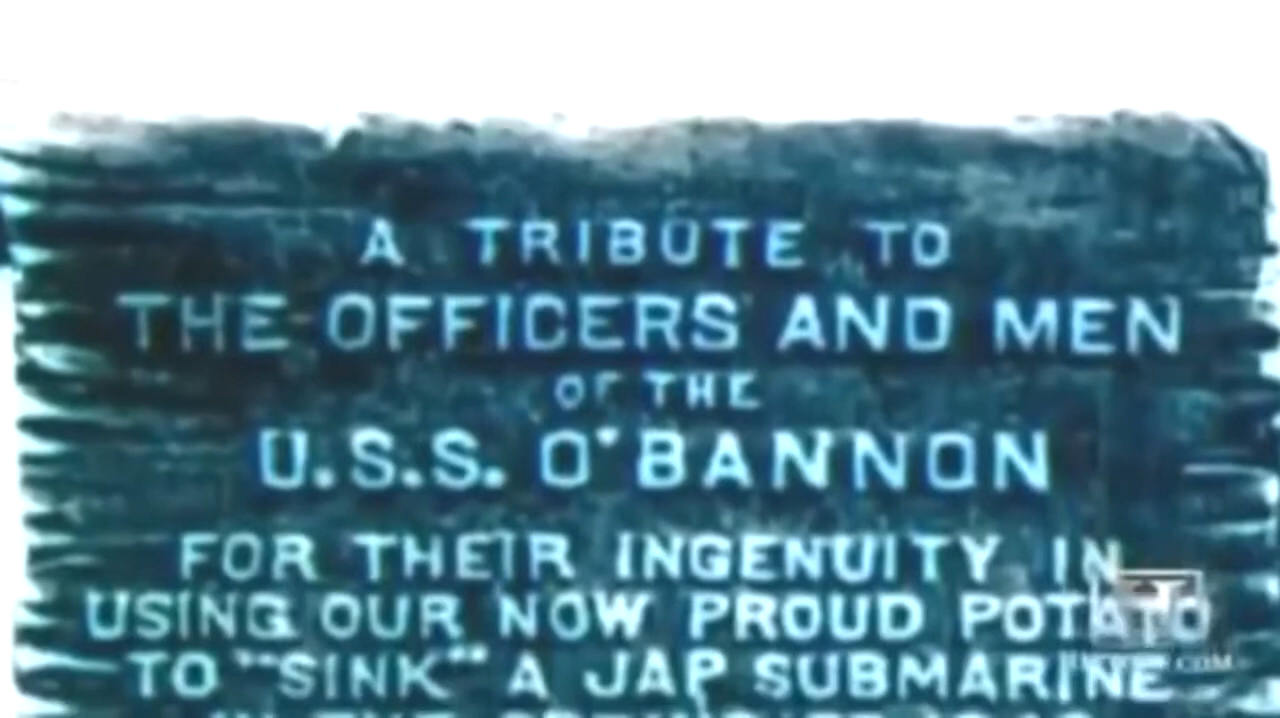 A TRIBUTE TO
THE OFFICERS AND MEN
OF THE
U.S.S. O'BANNON
FOR THEIR INGENUITY IN
USING OUR NOW PROUD POTATO
TO "SINK" A JAP SUBMARINE